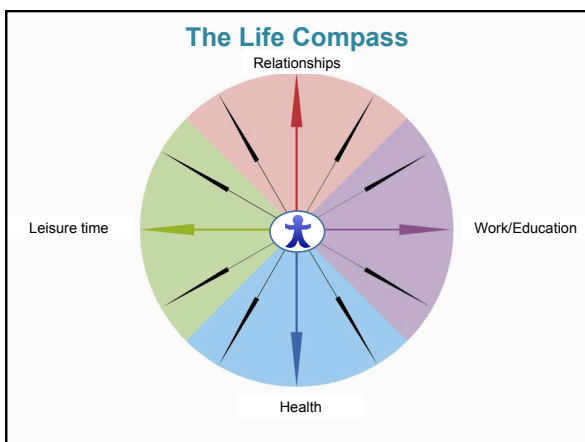 The Life Compass
Relationships
Leisure time
Work/Education
Health